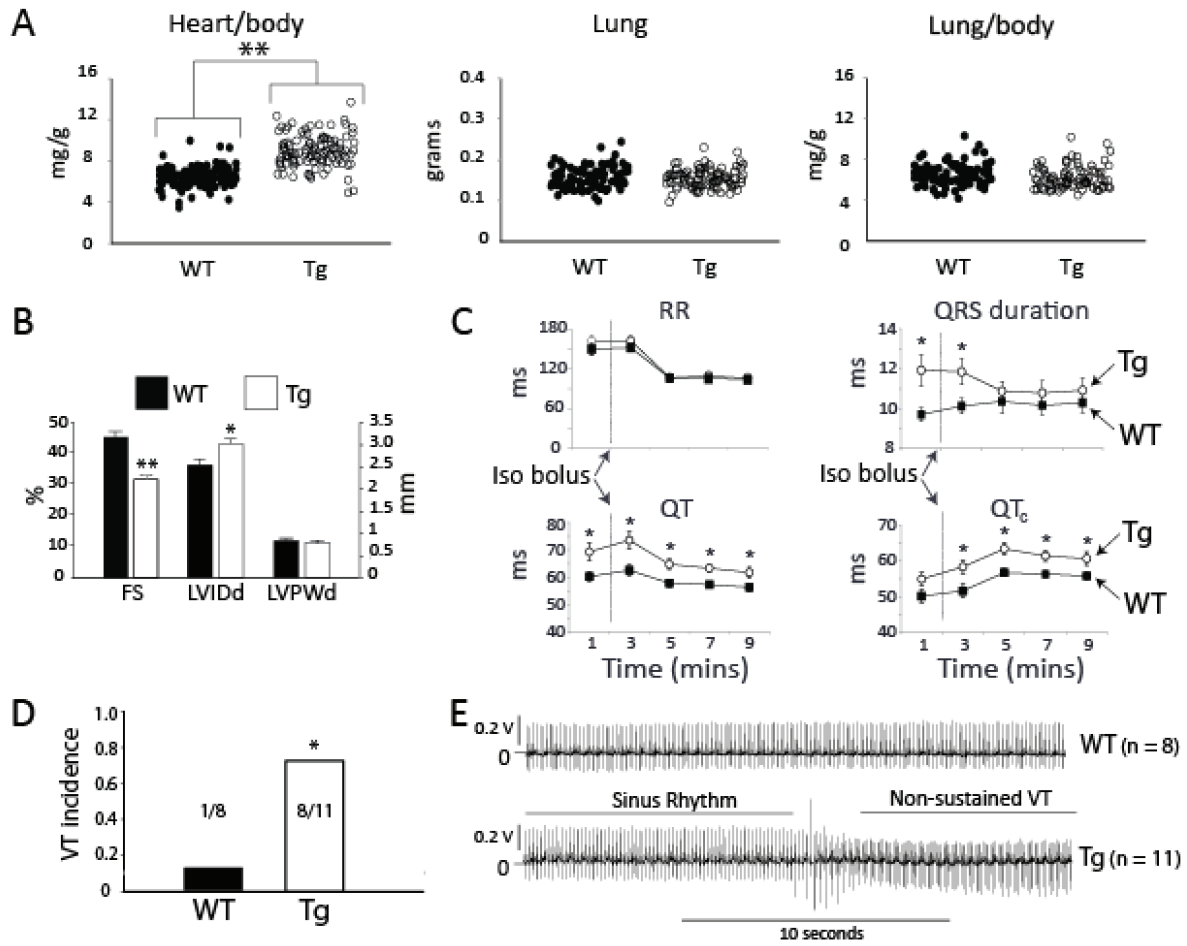 A
Heart/body
Lung
Lung/body
**
16
12
8
4
0
mg/g
WT
Tg
0.4
0.3
0.2
0.1
0
grams
WT
Tg
16
12
8
4
0
mg/g
WT
Tg
B
WT
Tg
50
40
30
20
10
0
%
**
*
3.5
3.0
2.5
2
1.5
1
0.5
0
mm
FS
LVIDd
LVPWd
C
RR
180
120
60
0
ms
QRS duration
14
12
10
8
ms
* *
Tg
WT
Iso bolus
Iso bolus
QT
80
70
60
50
40
ms
* * * * *
1 3 5 7 9
Time (mins)
QTc
70
60
50
40
ms
* * * *
Tg
WT
1 3 5 7 9
Time (mins)
D
1.0
0.8
0.6
0.4
0.2
0
VT incidence
1/8
*
8/11
WT
Tg
E
0.2 V
0
WT (n = 8)
Sinus Rhythm
Non-sustained VT
0.2 V
0
Tg (n = 11)
10 seconds